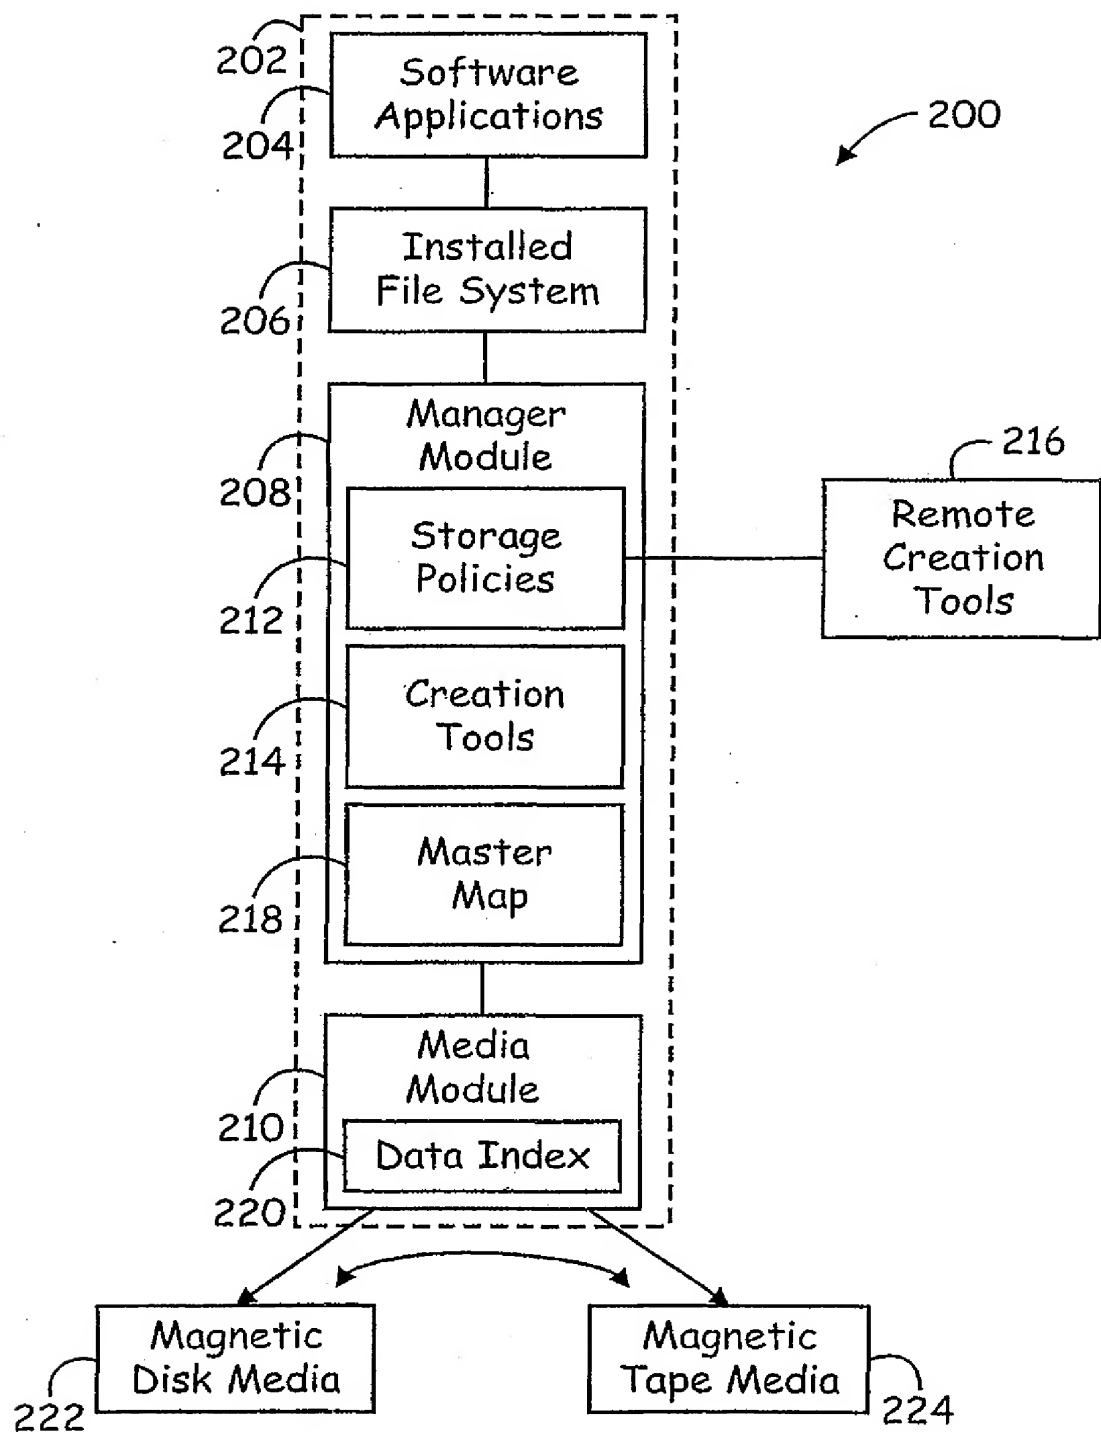 202
Software
Applications
204
200
Installed
File System
206
Manager
Module
208
216
Remote
Creation
Tools
Storage
Policies
212
Creation
Tools
214
Master
Map
218
Media
Module
210
Data Index
220
Magnetic
Disk Media
222
Magnetic
Tape Media
224